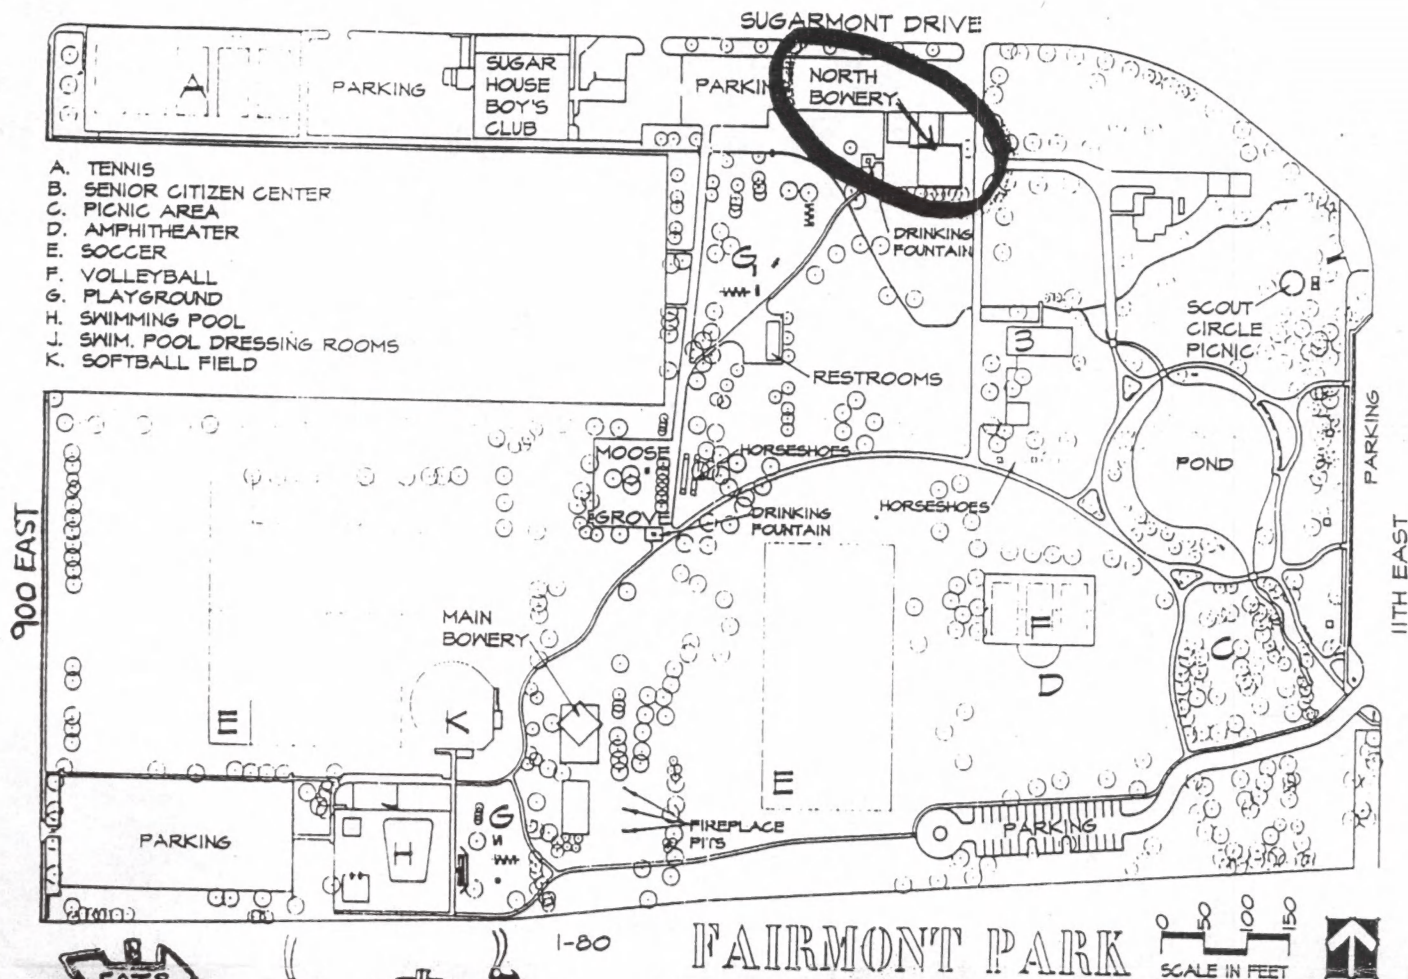 SUGARMONT DRIVE
A
PARKING
SUGAR
HOUSE
BOY'S
CLUB
PARKING
NORTH
BOWERY
A. TENNIS
B. SENIOR CITIZEN CENTER
C. PICNIC AREA
D. AMPHITHEATER
E. SOCCER
F. VOLLEYBALL
G. PLAYGROUND
H. SWIMMING POOL
J. SWIM. POOL DRESSING ROOMS
K. SOFTBALL FIELD
DRINKING
FOUNTAIN
G
SCOUT
CIRCLE
PICNIC
B
RESTROOMS
PARKING
MOOSE
GROVE
HORSESHOES
POND
HORSESHOES
DRINKING
FOUNTAIN
900 EAST
11TH EAST
MAIN
BOWERY
F
C
D
K
E
E
G
PARKING
H
FIREPLACE
PITS
PARKING
I-80
FAIRMONT PARK
0 50 100 150
SCALE IN FEET